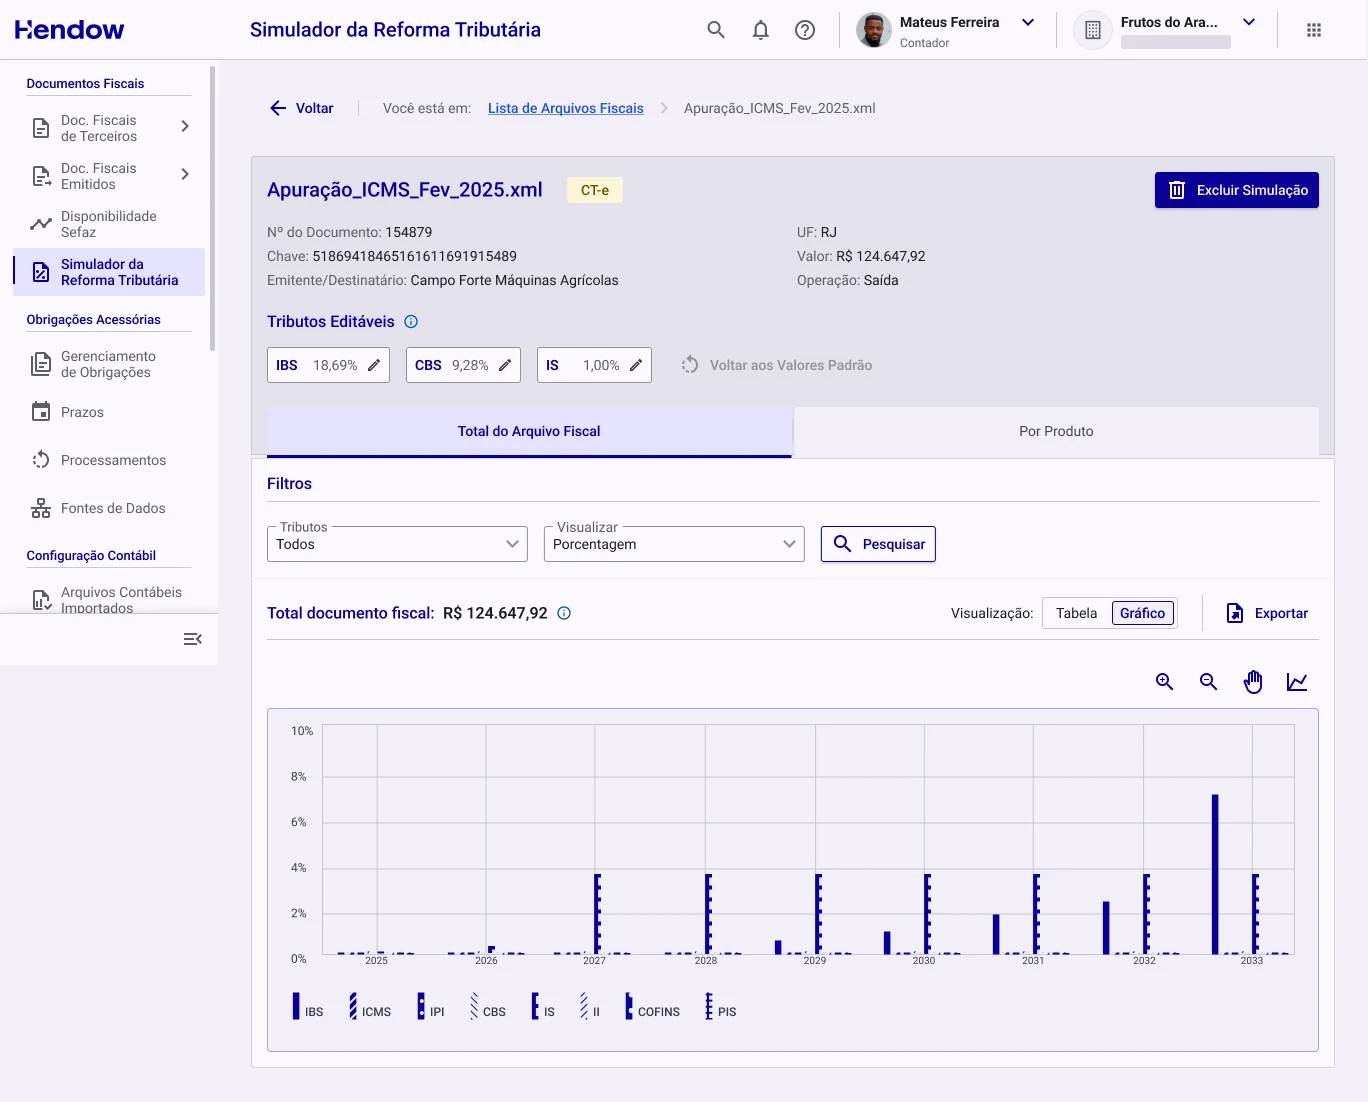 Hendow
Simulador da Reforma Tributária
Mateus Ferreira
Contador
Frutos do Ara...
Documentos Fiscais
Doc. Fiscais
de Terceiros
Doc. Fiscais
Emitidos
Disponibilidade
Sefaz
Simulador da
Reforma Tributária
Obrigações Acessórias
Gerenciamento
de Obrigações
Prazos
Processamentos
Fontes de Dados
Configuração Contábil
Arquivos Contábeis
Importados
Voltar
Você está em: Lista de Arquivos Fiscais Apuração_ICMS_Fev_2025.xml
Apuração_ICMS_Fev_2025.xml CT-e
Excluir Simulação
Nº do Documento: 154879
UF: RJ
Chave: 51869418465161611691915489
Valor: R$ 124.647,92
Emitente/Destinatário: Campo Forte Máquinas Agrícolas
Operação: Saída
Tributos Editáveis
IBS 18,69%
CBS 9,28%
IS 1,00%
Voltar aos Valores Padrão
Total do Arquivo Fiscal
Por Produto
Filtros
Tributos
Todos
Visualizar
Porcentagem
Pesquisar
Total documento fiscal: R$ 124.647,92
Visualização: Tabela Gráfico
Exportar
10%
8%
6%
4%
2%
0%
2025 2026 2027 2028 2029 2030 2031 2032 2033
IBS ICMS IPI CBS IS II COFINS PIS